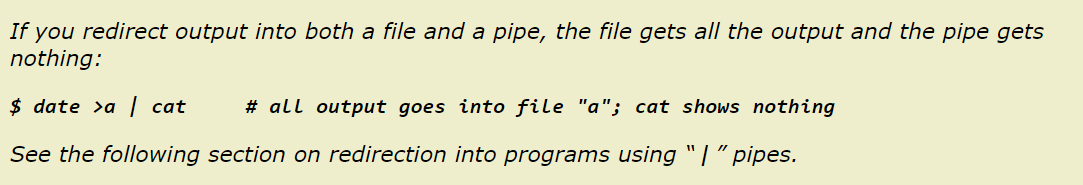 If you redirect output into both a file and a pipe, the file gets all the output and the pipe gets
nothing:
$ date >a | cat # all output goes into file "a"; cat shows nothing
See the following section on redirection into programs using “|” pipes.